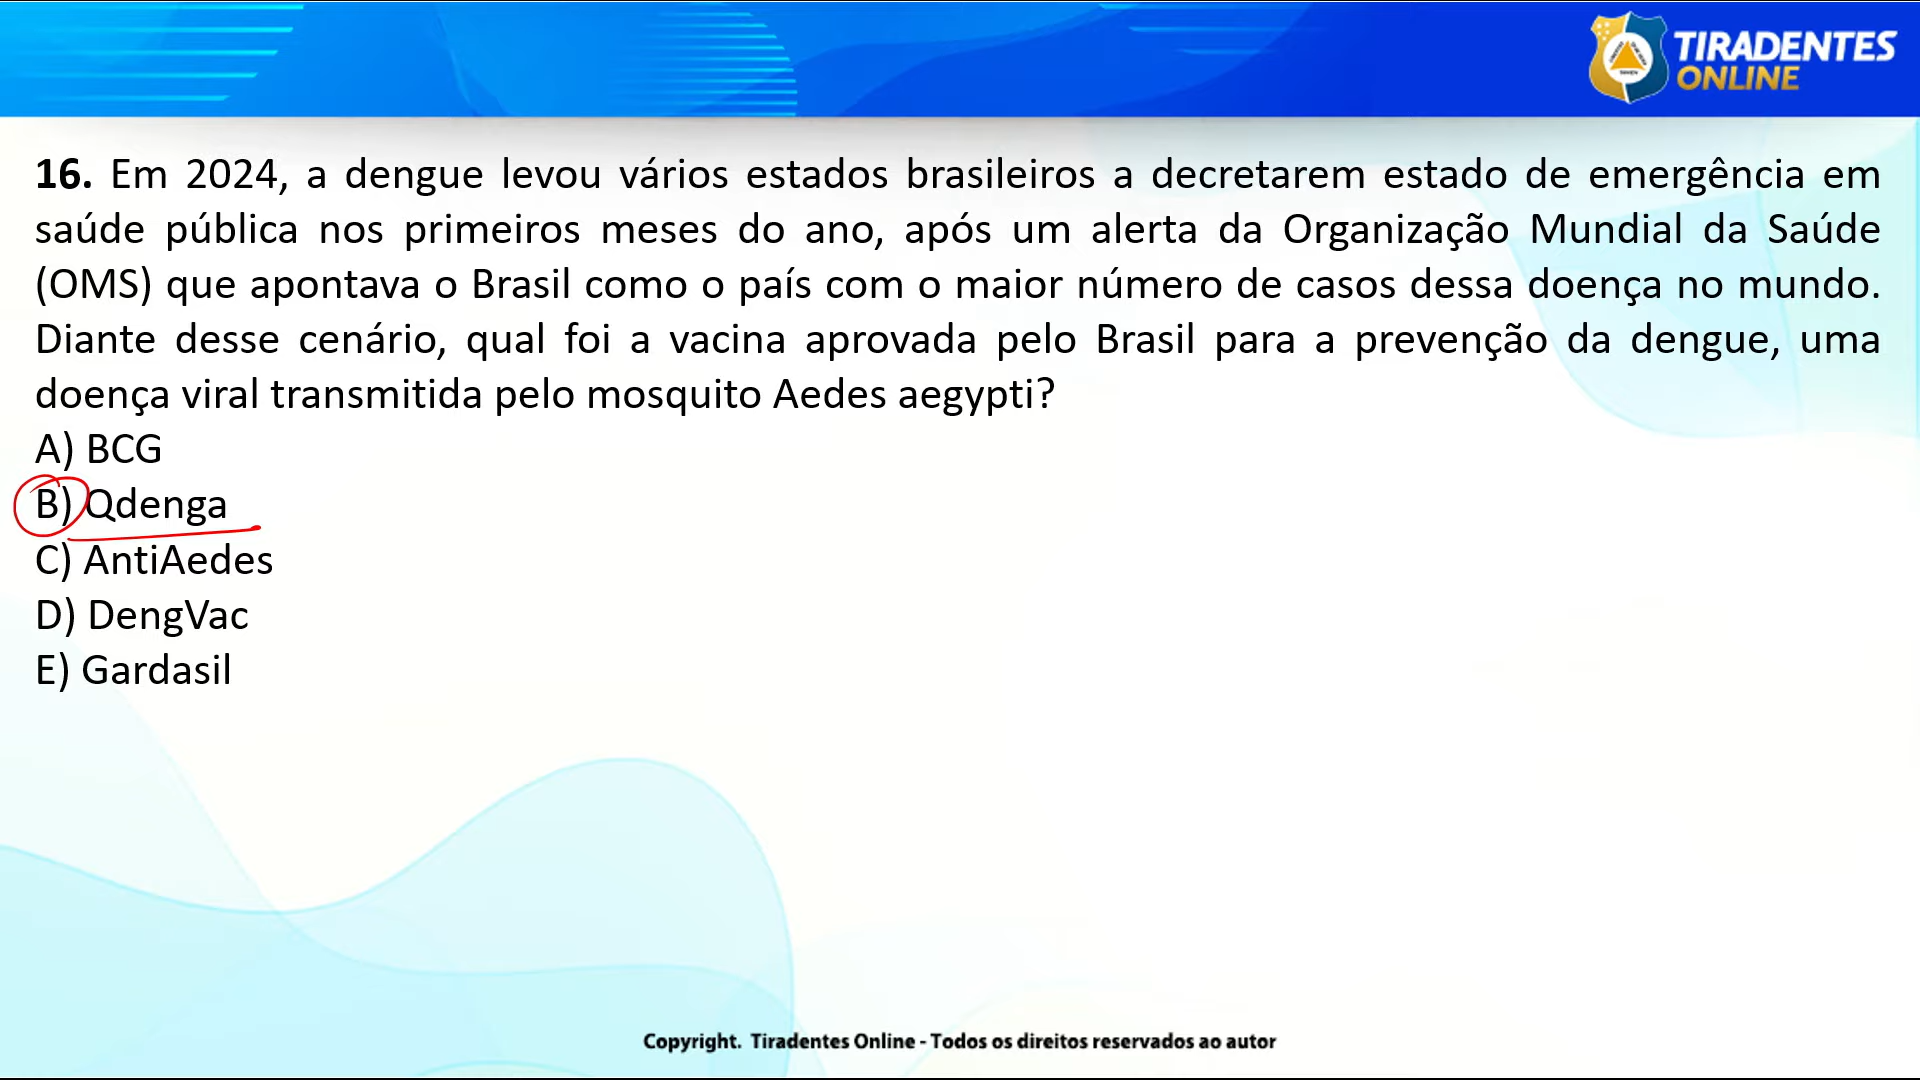 TIRADENTES
ONLINE
16. Em 2024, a dengue levou vários estados brasileiros a decretarem estado de emergência em
saúde pública nos primeiros meses do ano, após um alerta da Organização Mundial da Saúde
(OMS) que apontava o Brasil como o país com o maior número de casos dessa doença no mundo.
Diante desse cenário, qual foi a vacina aprovada pelo Brasil para a prevenção da dengue, uma
doença viral transmitida pelo mosquito Aedes aegypti?
A) BCG
B) Qdenga
C) AntiAedes
D) DengVac
E) Gardasil
Copyright. Tiradentes Online - Todos os direitos reservados ao autor